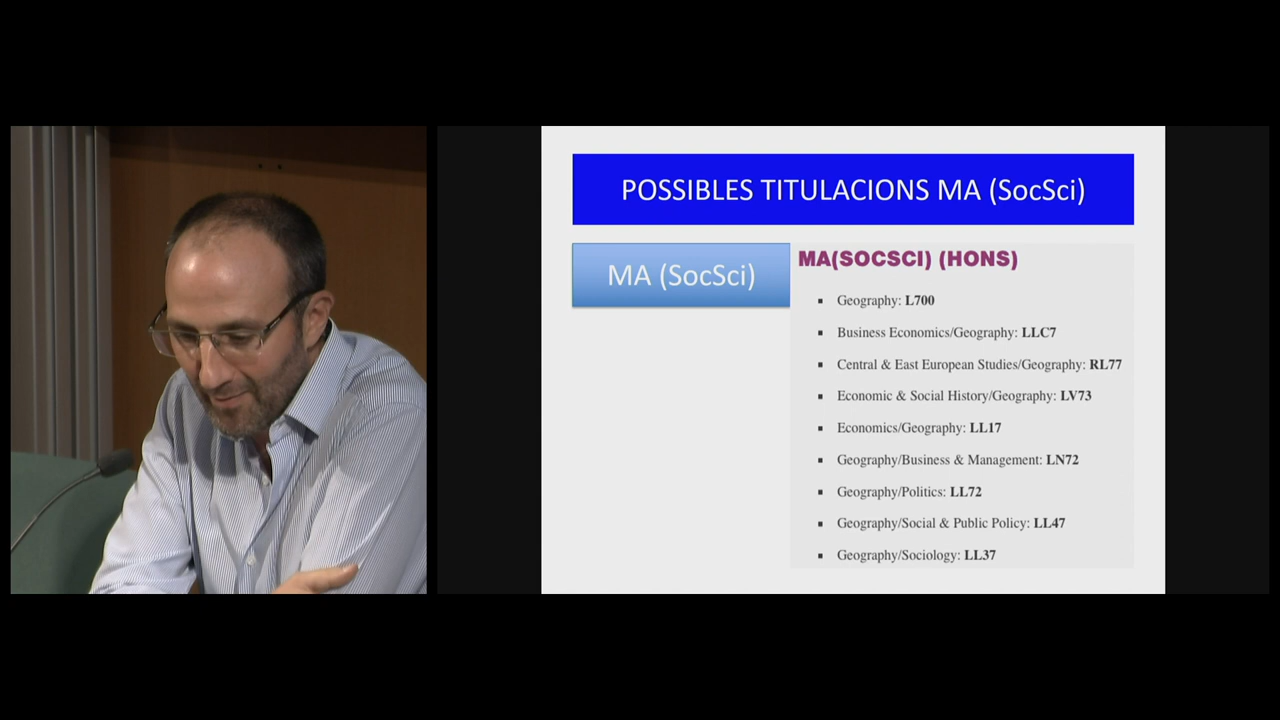 POSSIBLES TITULACIONS MA (SocSci)
MA (SocSci)
MA(SOCSCI) (HONS)
Geography: L700
Business Economics/Geography: LLC7
Central & East European Studies/Geography: RL77
Economic & Social History/Geography: LV73
Economics/Geography: LL17
Geography/Business & Management: LN72
Geography/Politics: LL72
Geography/Social & Public Policy: LL47
Geography/Sociology: LL37